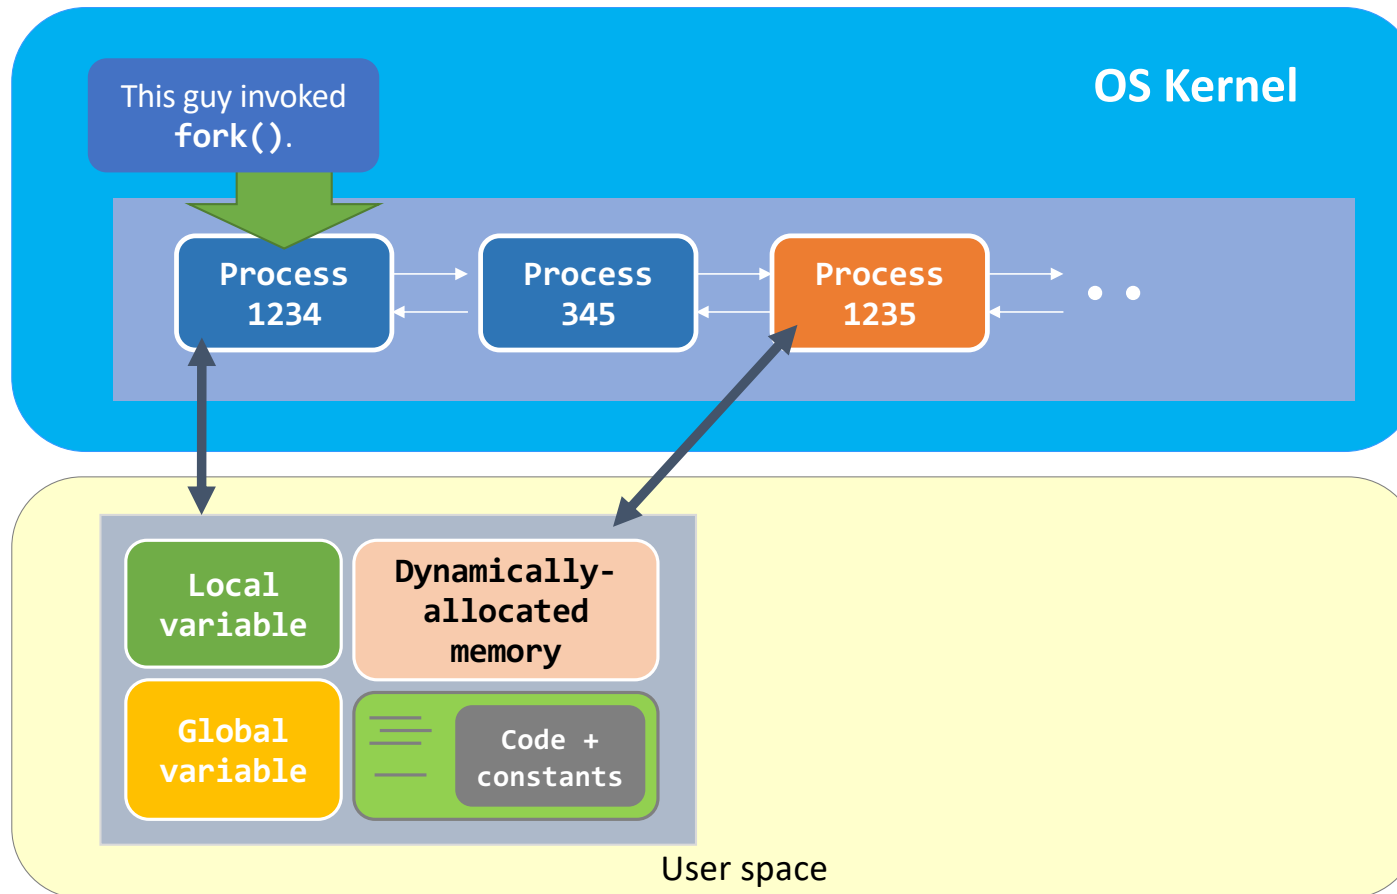 OS Kernel
This guy invoked
fork().
Process
1234
Process
345
Process
1235
Local
variable
Dynamically-
allocated
memory
Global
variable
Code +
constants
User space